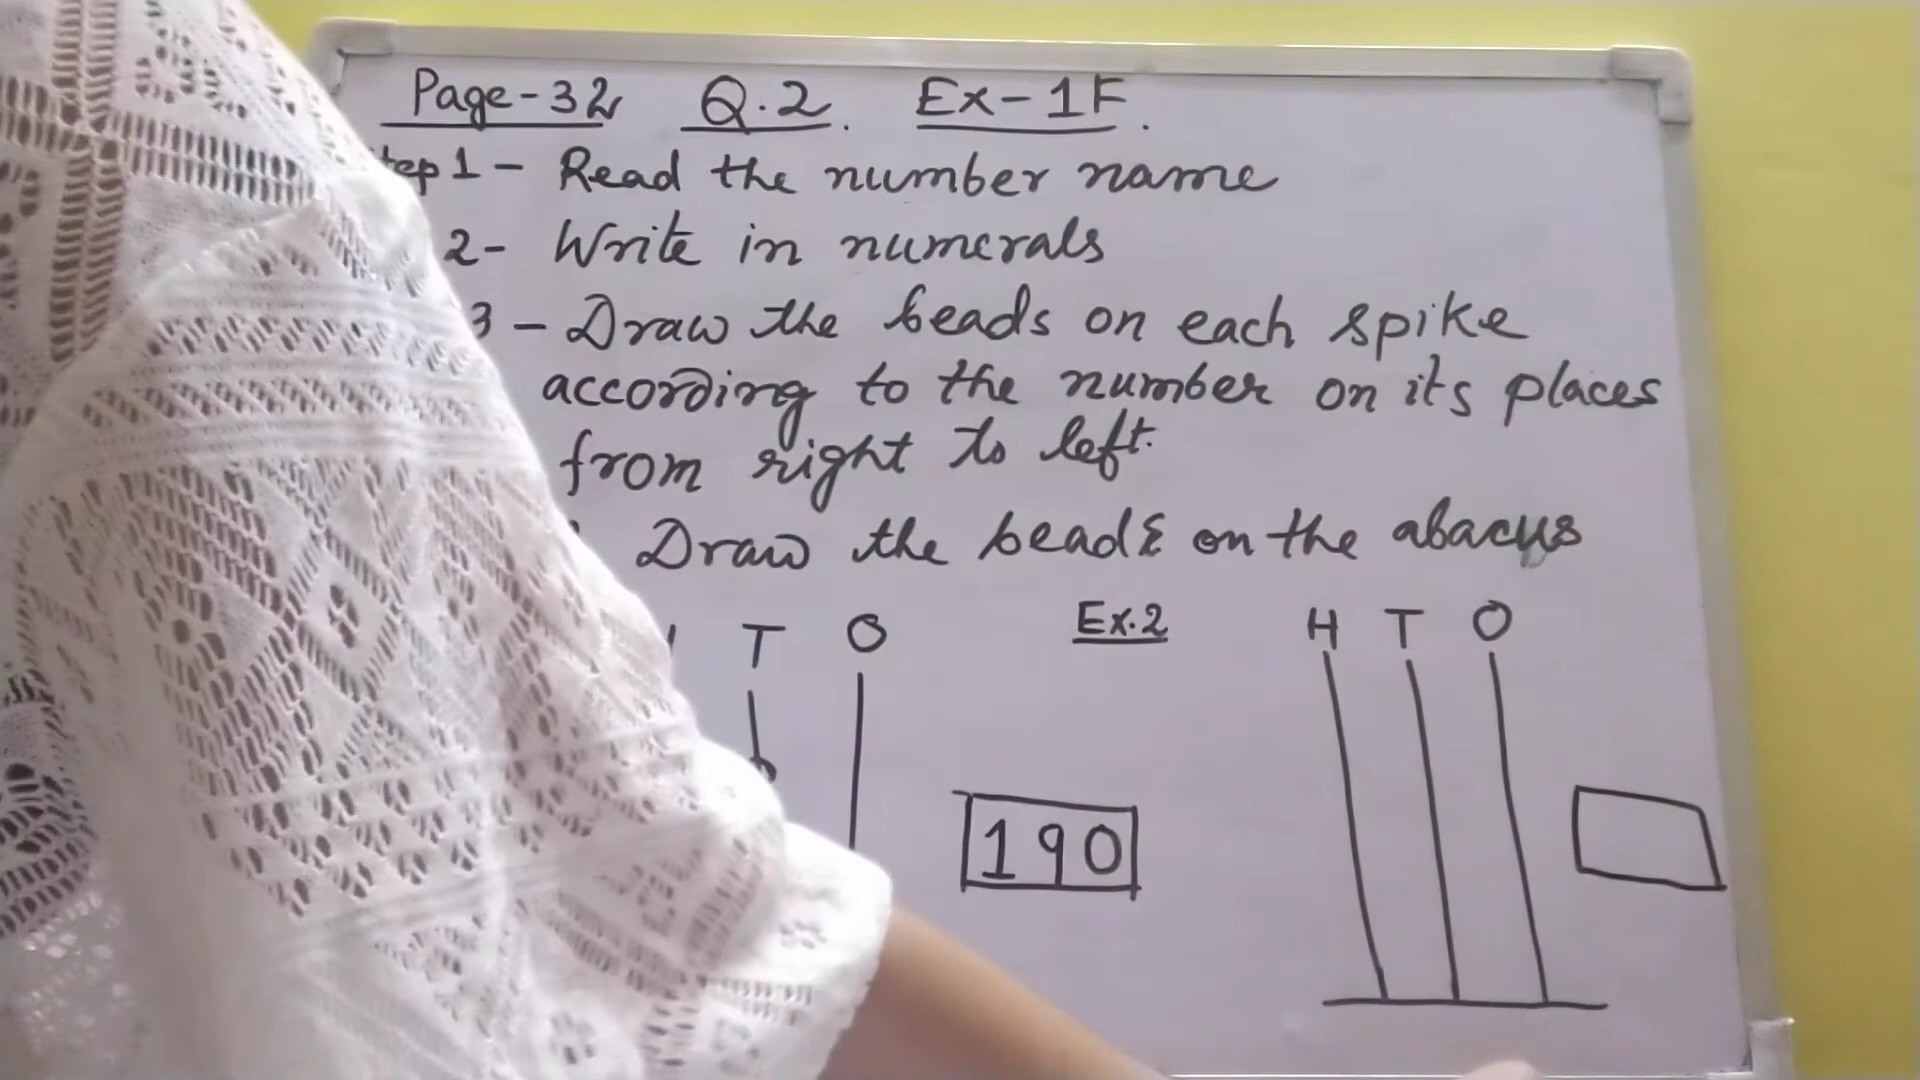 Page-32 Q.2. Ex-1F.
tep 1 - Read the number name
2- Write in numerals
3 - Draw the beads on each spike
according to the number on its places
from right to left.
Draw the beads on the abacus
T O Ex.2 H T O
190